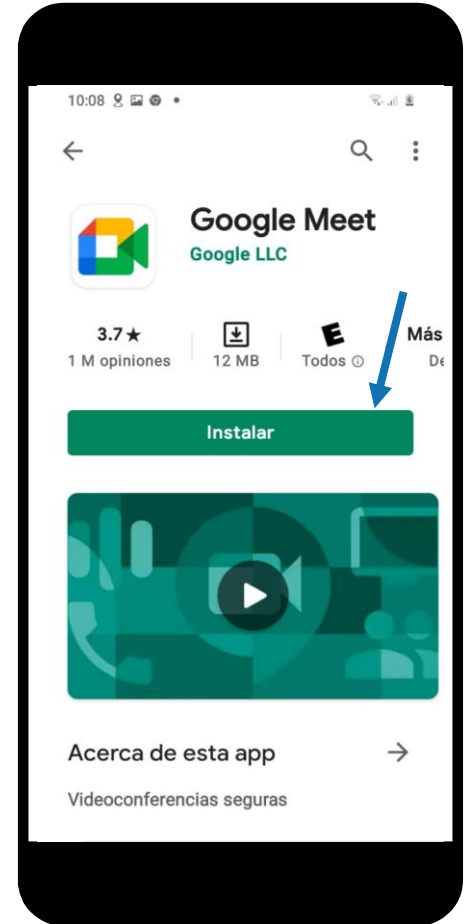 10:08
Google Meet
Google LLC
3.7★
1 M opiniones
12 MB
E
Todos
Más
De
Instalar
Acerca de esta app
Videoconferencias seguras